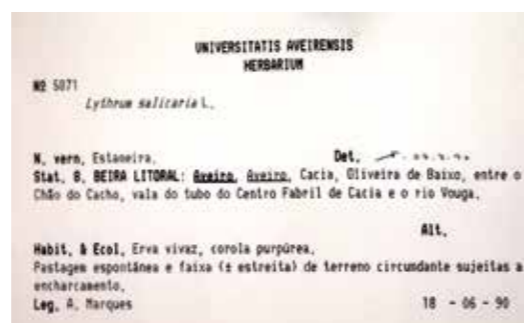 UNIVERSITATIS AVEIRENSIS
HERBARIUM
Nº 5071
Lythrum salicaria L.
N. vern. Estaneira. Det.
Stat. B. BEIRA LITORAL: Aveiro, Aveiro, Cacia, Oliveira de Baixo, entre o
Chão do Cacho, vala do tubo do Centro Fabril de Cacia e o rio Vouga.
Alt.
Habit. & Ecol. Erva vivaz, corola purpúrea.
Pastagem espontânea e faixa (± estreita) de terreno circundante sujeitas a
encharcamento.
Leg. A. Marques 18 - 06 - 90